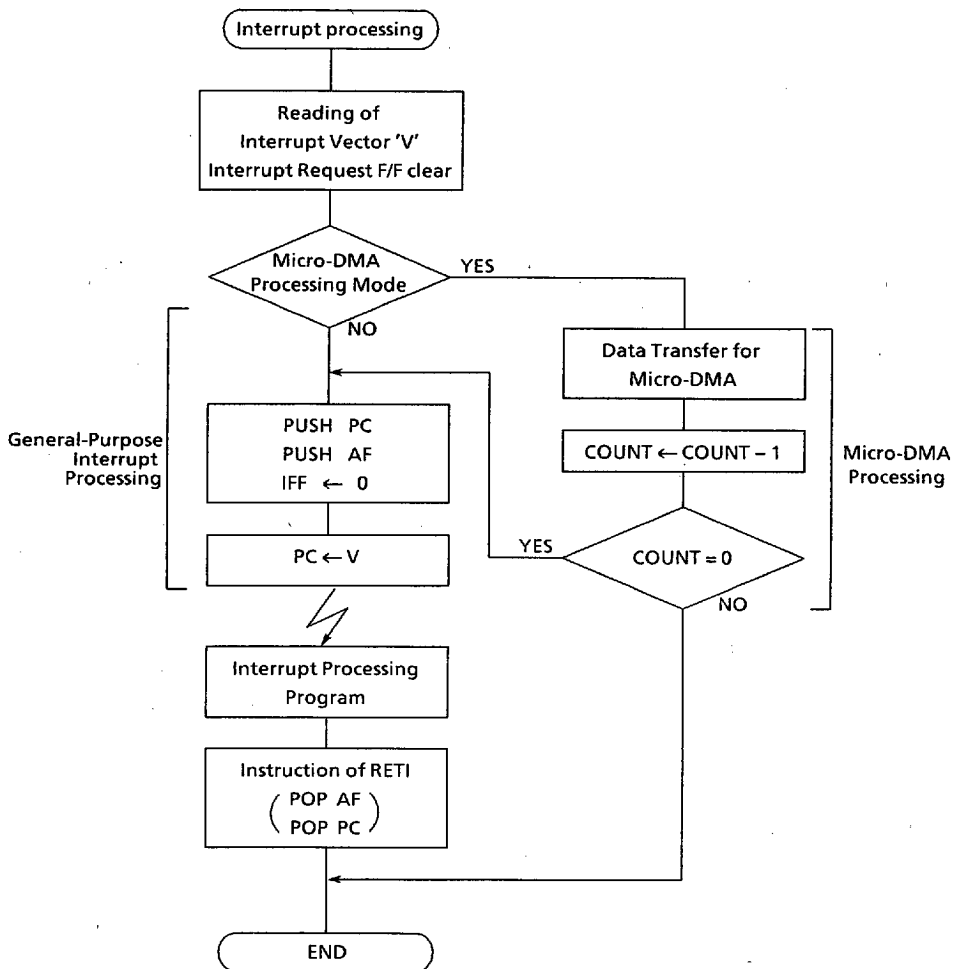 Interrupt processing
Reading of
Interrupt Vector 'V'
Interrupt Request F/F clear
Micro-DMA
Processing Mode
YES
NO
Data Transfer for
Micro-DMA
General-Purpose
Interrupt
Processing
PUSH PC
PUSH AF
IFF ← 0
COUNT ← COUNT – 1
Micro-DMA
Processing
PC ← V
YES
COUNT = 0
NO
Interrupt Processing
Program
Instruction of RETI
( POP AF )
( POP PC )
END